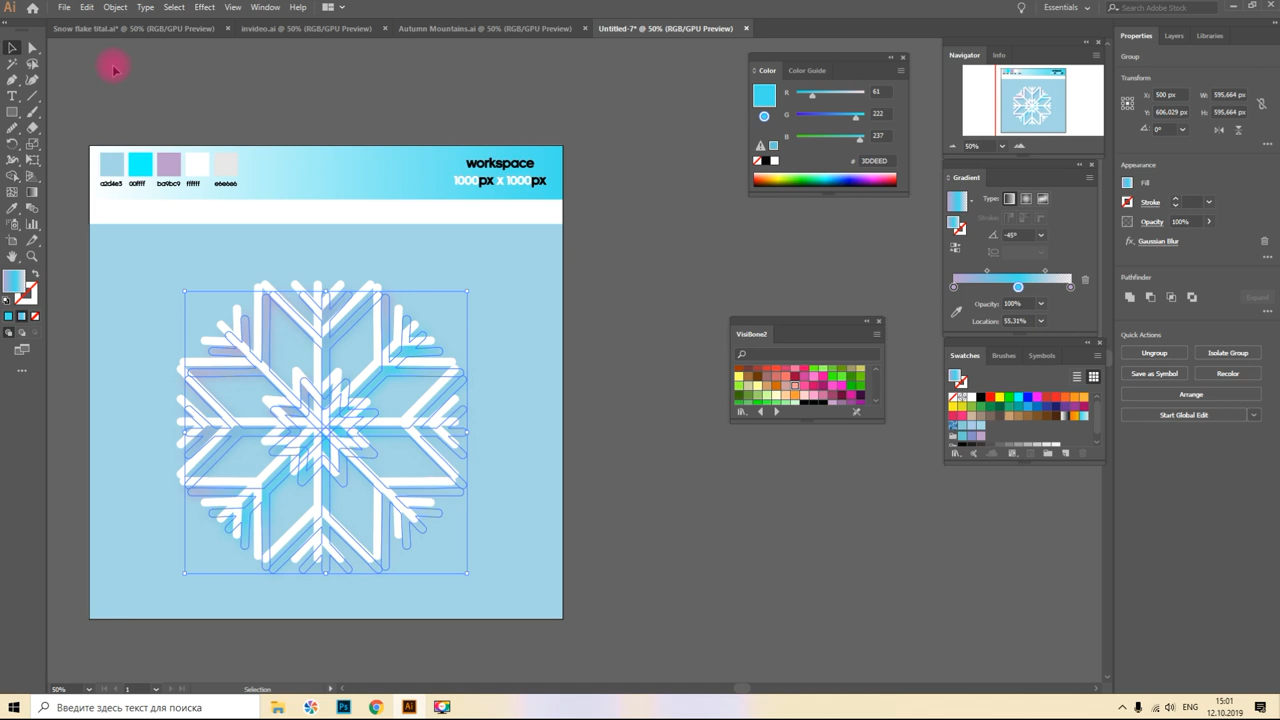 File Edit Object Type Select Effect View Window Help
Essentials
Search Adobe Stock
Snow flake tital.ai* @ 50% (RGB/GPU Preview) ×
invideo.ai @ 50% (RGB/GPU Preview) ×
Autumn Mountains.ai @ 50% (RGB/GPU Preview) ×
Untitled-7* @ 50% (RGB/GPU Preview) ×
workspace
1000px x 1000px
a2d4e3 00ffff ba9bc9 ffffff e6e6e6
Color Color Guide
R 61
G 222
B 237
# 3DDEED
VisiBone2
Navigator Info
50%
Gradient
Type:
Stroke:
-45°
Opacity: 100%
Location: 55.31%
Swatches Brushes Symbols
Properties Layers Libraries
Group
Transform
X: 500 px W: 595,664 px
Y: 606,029 px H: 595,664 px
0°
Appearance
Fill
Stroke
Opacity 100%
fx Gaussian Blur
Pathfinder
Expand
Quick Actions
Ungroup Isolate Group
Save as Symbol Recolor
Arrange
Start Global Edit
50% 1 Selection
Введите здесь текст для поиска
ENG
15:01
12.10.2019